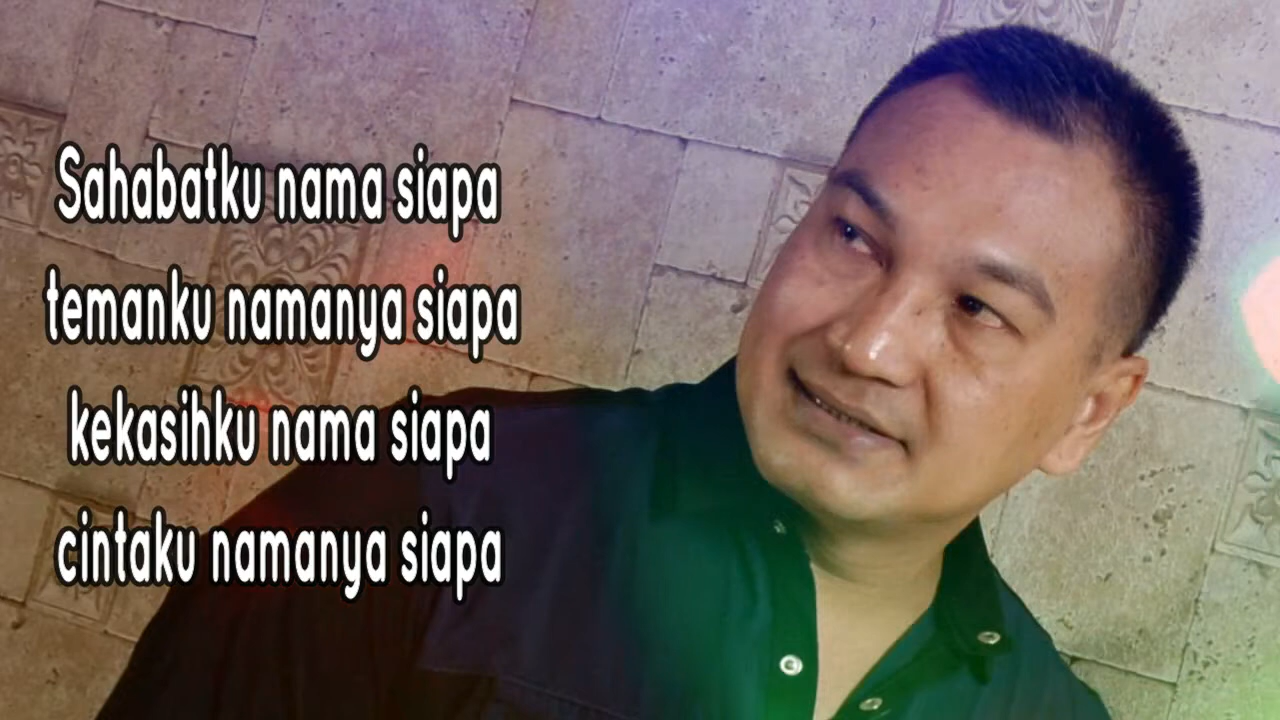 Sahabatku nama siapa
temanku namanya siapa
kekasihku nama siapa
cintaku namanya siapa